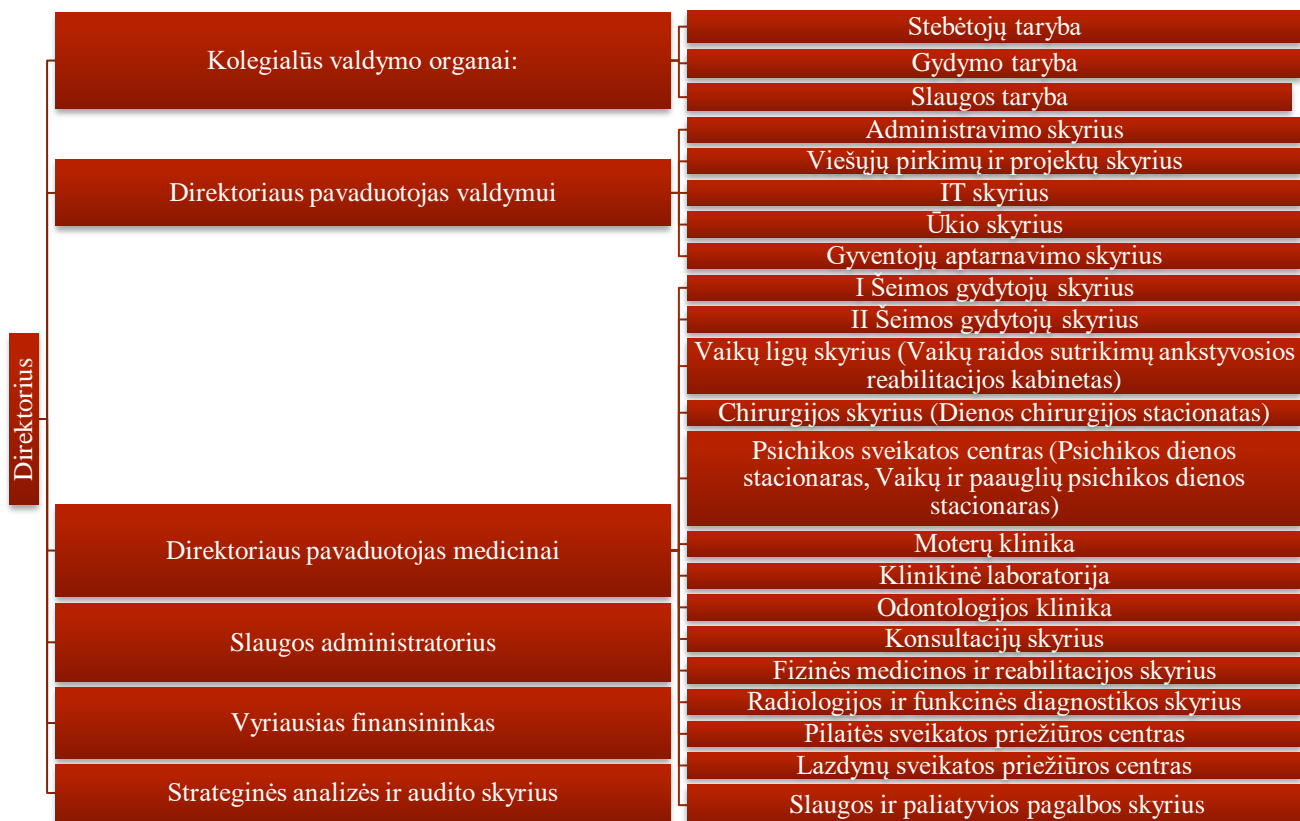 Direktorius
Kolegialūs valdymo organai:
Stebėtojų taryba
Gydymo taryba
Slaugos taryba
Direktoriaus pavaduotojas valdymui
Administravimo skyrius
Viešųjų pirkimų ir projektų skyrius
IT skyrius
Ūkio skyrius
Gyventojų aptarnavimo skyrius
Direktoriaus pavaduotojas medicinai
I Šeimos gydytojų skyrius
II Šeimos gydytojų skyrius
Vaikų ligų skyrius (Vaikų raidos sutrikimų ankstyvosios
reabilitacijos kabinetas)
Chirurgijos skyrius (Dienos chirurgijos stacionatas)
Psichikos sveikatos centras (Psichikos dienos
stacionaras, Vaikų ir paauglių psichikos dienos
stacionaras)
Moterų klinika
Klinikinė laboratorija
Odontologijos klinika
Konsultacijų skyrius
Fizinės medicinos ir reabilitacijos skyrius
Radiologijos ir funkcinės diagnostikos skyrius
Pilaitės sveikatos priežiūros centras
Lazdynų sveikatos priežiūros centras
Slaugos ir paliatyvios pagalbos skyrius
Slaugos administratorius
Vyriausias finansininkas
Strateginės analizės ir audito skyrius